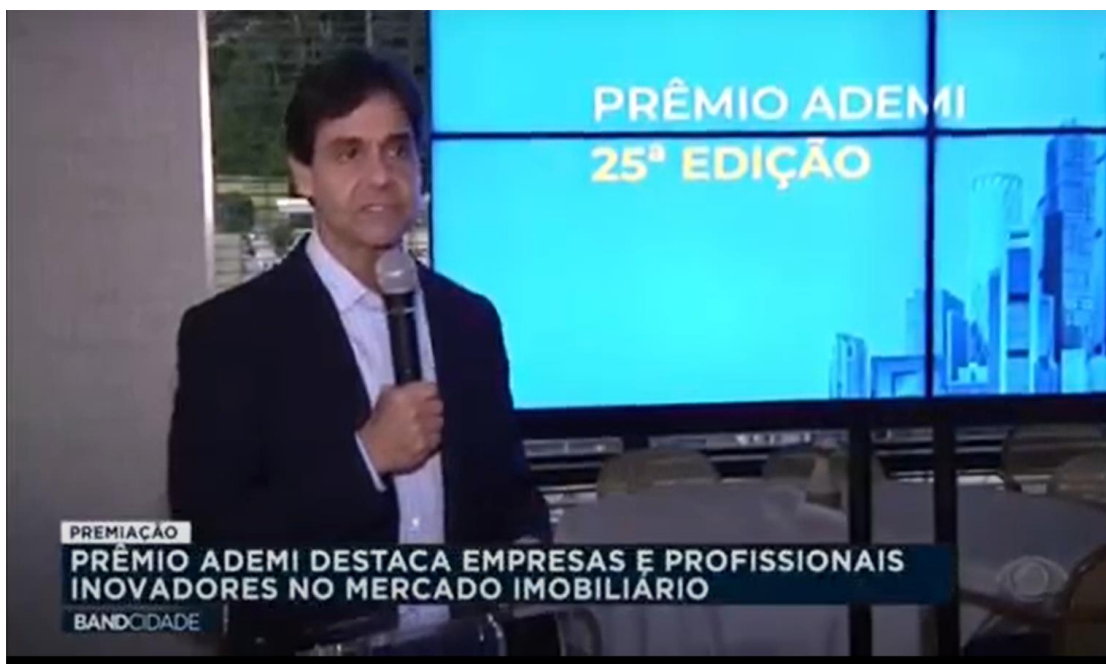 PRÊMIO ADEMI
25ª EDIÇÃO
PREMIAÇÃO
PRÊMIO ADEMI DESTACA EMPRESAS E PROFISSIONAIS
INOVADORES NO MERCADO IMOBILIÁRIO
BANDCIDADE